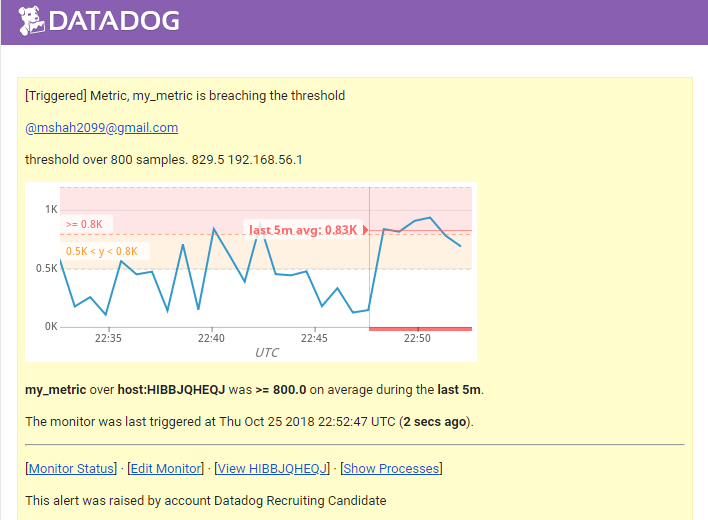 DATADOG
[Triggered] Metric, my_metric is breaching the threshold
@mshah2099@gmail.com
threshold over 800 samples. 829.5 192.168.56.1
1K
>= 0.8K
last 5m avg: 0.83K
0.5K < y < 0.8K
0.5K
0K
22:35 22:40 22:45 22:50
UTC
my_metric over host:HIBBJQHEQJ was >= 800.0 on average during the last 5m.
The monitor was last triggered at Thu Oct 25 2018 22:52:47 UTC (2 secs ago).
[Monitor Status] · [Edit Monitor] · [View HIBBJQHEQJ] · [Show Processes]
This alert was raised by account Datadog Recruiting Candidate